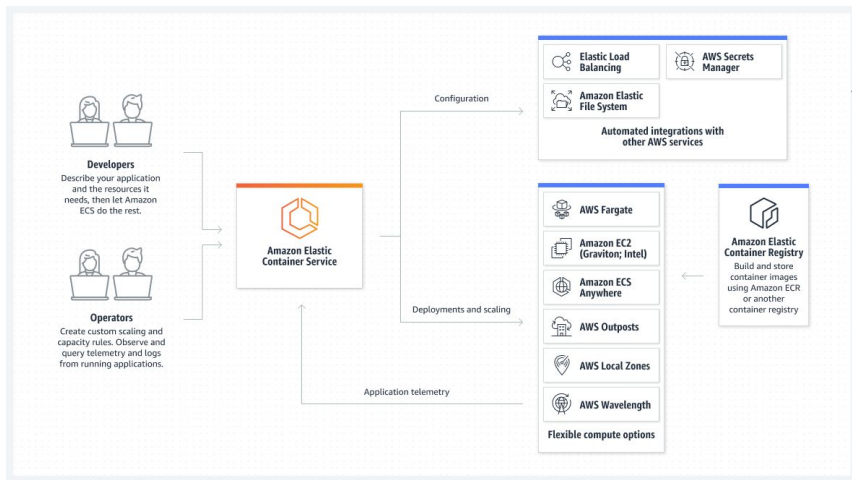 Developers
Describe your application
and the resources it
needs, then let Amazon
ECS do the rest.
Operators
Create custom scaling and
capacity rules. Observe and
query telemetry and logs
from running applications.
Amazon Elastic
Container Service
Configuration
Deployments and scaling
Application telemetry
Elastic Load
Balancing
AWS Secrets
Manager
Amazon Elastic
File System
Automated integrations with
other AWS services
AWS Fargate
Amazon EC2
(Graviton; Intel)
Amazon ECS
Anywhere
AWS Outposts
AWS Local Zones
AWS Wavelength
Flexible compute options
Amazon Elastic
Container Registry
Build and store
container images
using Amazon ECR
or another
container registry